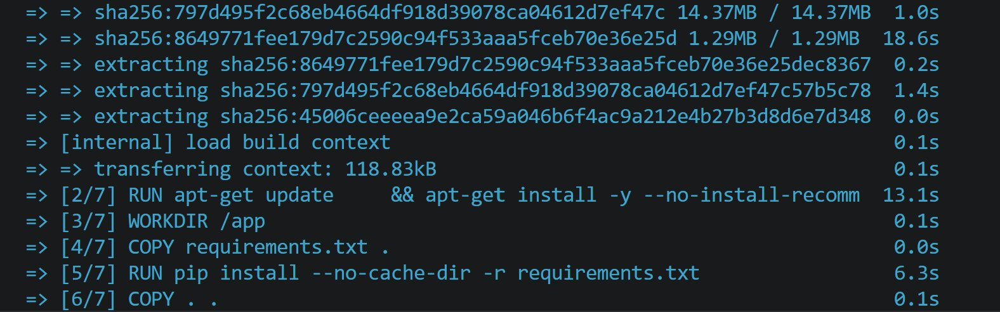 => => sha256:797d495f2c68eb4664df918d39078ca04612d7ef47c 14.37MB / 14.37MB 1.0s
=> => sha256:8649771fee179d7c2590c94f533aaa5fceb70e36e25d 1.29MB / 1.29MB 18.6s
=> => extracting sha256:8649771fee179d7c2590c94f533aaa5fceb70e36e25dec8367 0.2s
=> => extracting sha256:797d495f2c68eb4664df918d39078ca04612d7ef47c57b5c78 1.4s
=> => extracting sha256:45006ceeeea9e2ca59a046b6f4ac9a212e4b27b3d8d6e7d348 0.0s
=> [internal] load build context 0.1s
=> => transferring context: 118.83kB 0.1s
=> [2/7] RUN apt-get update     && apt-get install -y --no-install-recomm 13.1s
=> [3/7] WORKDIR /app 0.1s
=> [4/7] COPY requirements.txt . 0.0s
=> [5/7] RUN pip install --no-cache-dir -r requirements.txt 6.3s
=> [6/7] COPY . . 0.1s